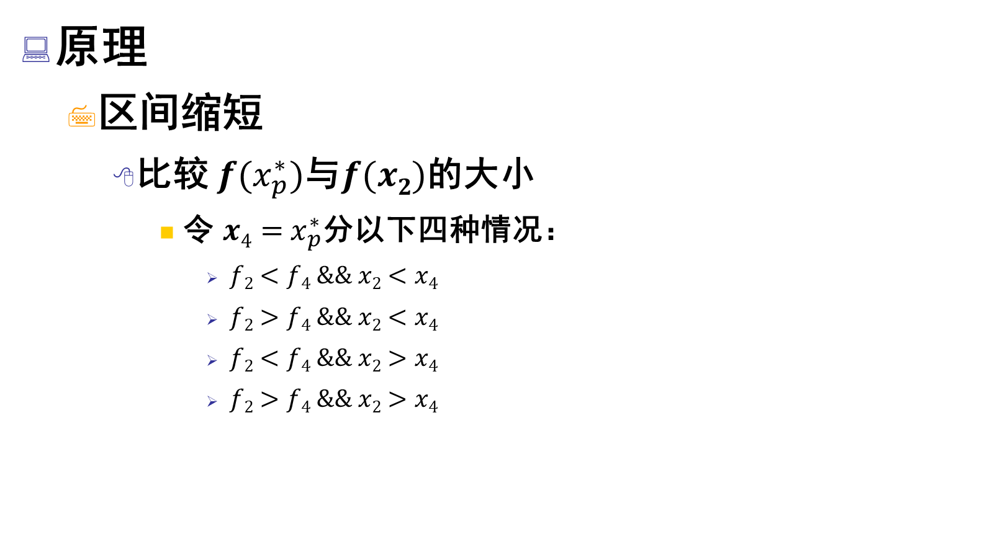 原理
区间缩短
比较 f(x_p^*)与f(x_2)的大小
令 x_4 = x_p^*分以下四种情况：
f_2 < f_4 && x_2 < x_4
f_2 > f_4 && x_2 < x_4
f_2 < f_4 && x_2 > x_4
f_2 > f_4 && x_2 > x_4